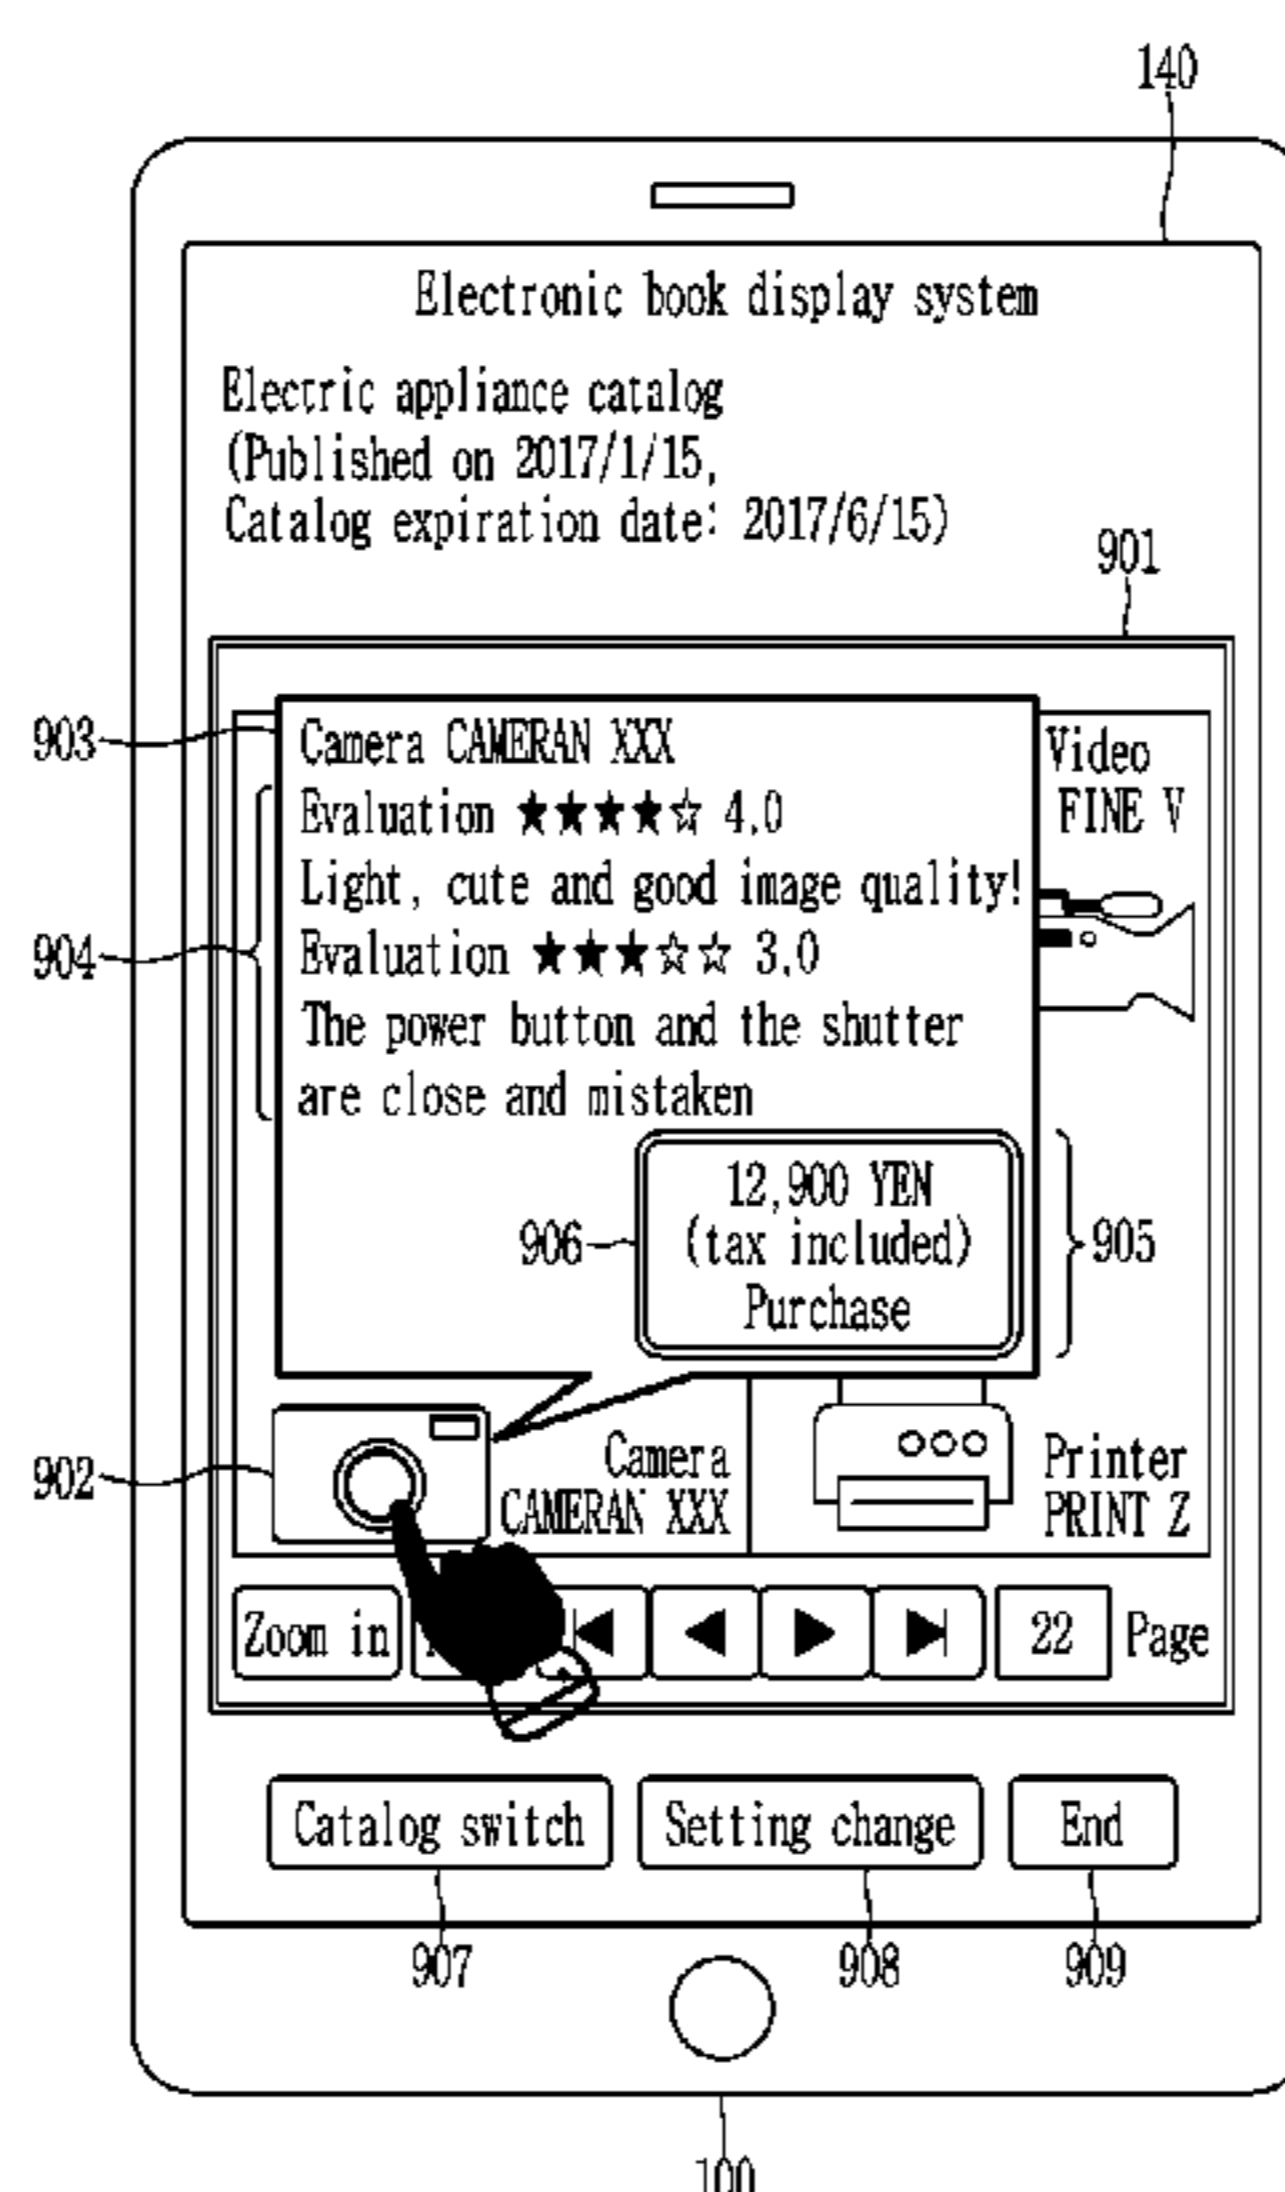 140
Electronic book display system
Electric appliance catalog
(Published on 2017/1/15,
Catalog expiration date: 2017/6/15)
901
903
Camera CAMERAN XXX
Video
FINE V
Evaluation ★★★★☆ 4.0
Light, cute and good image quality!
904
Evaluation ★★★☆☆ 3.0
The power button and the shutter
are close and mistaken
12,900 YEN
906
(tax included)
905
Purchase
902
Camera
CAMERAN XXX
Printer
PRINT Z
Zoom in
22
Page
Catalog switch
Setting change
End
907
908
909
100